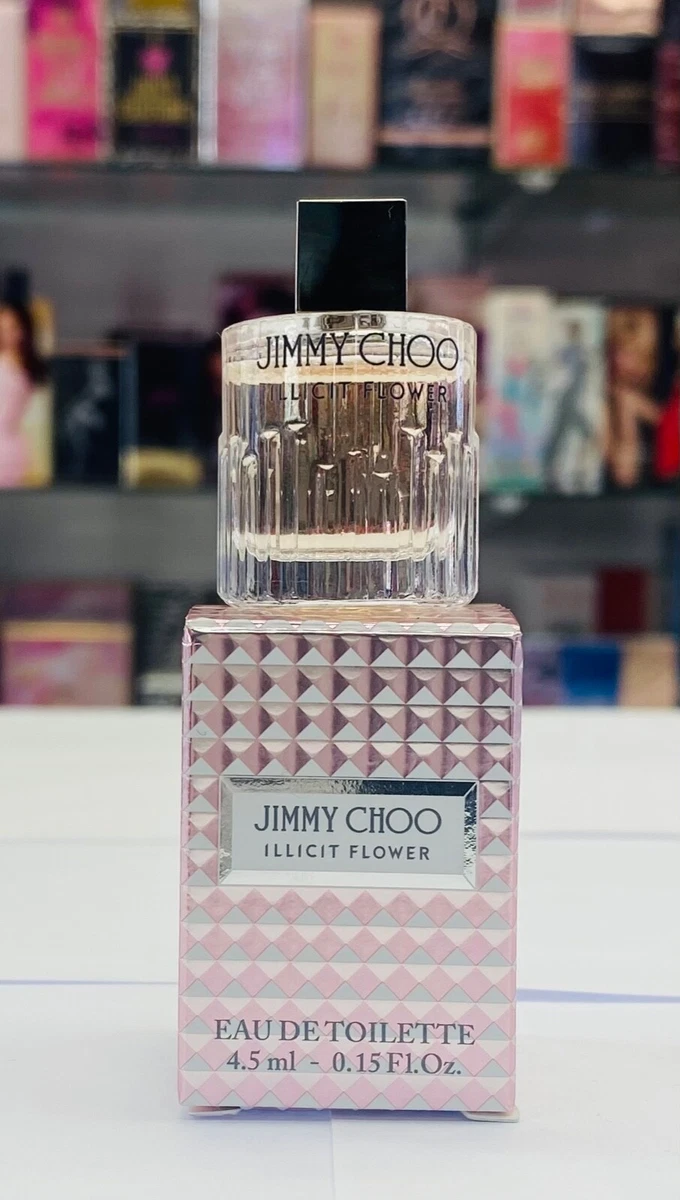 JIMMY CHOO
ILLICIT FLOWER
JIMMY CHOO
ILLICIT FLOWER
EAU DE TOILETTE
4.5 ml - 0.15 Fl.Oz.